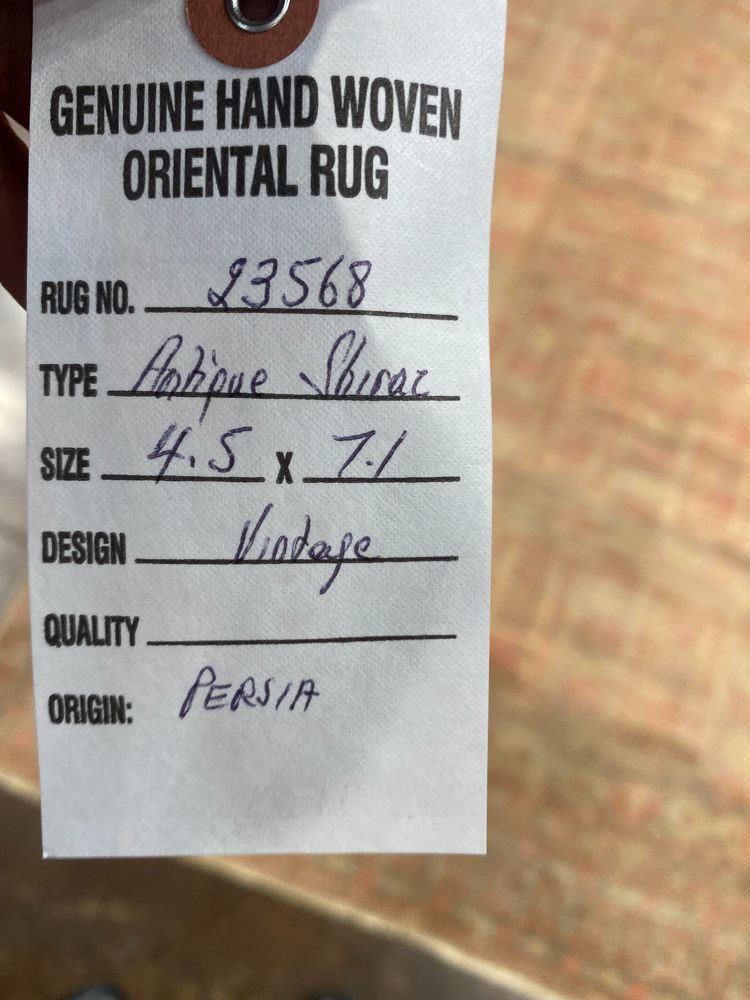 GENUINE HAND WOVEN
ORIENTAL RUG
RUG NO. 23568
TYPE Antique Shiraz
SIZE 4.5 X 7.1
DESIGN Vintage
QUALITY
ORIGIN: PERSIA